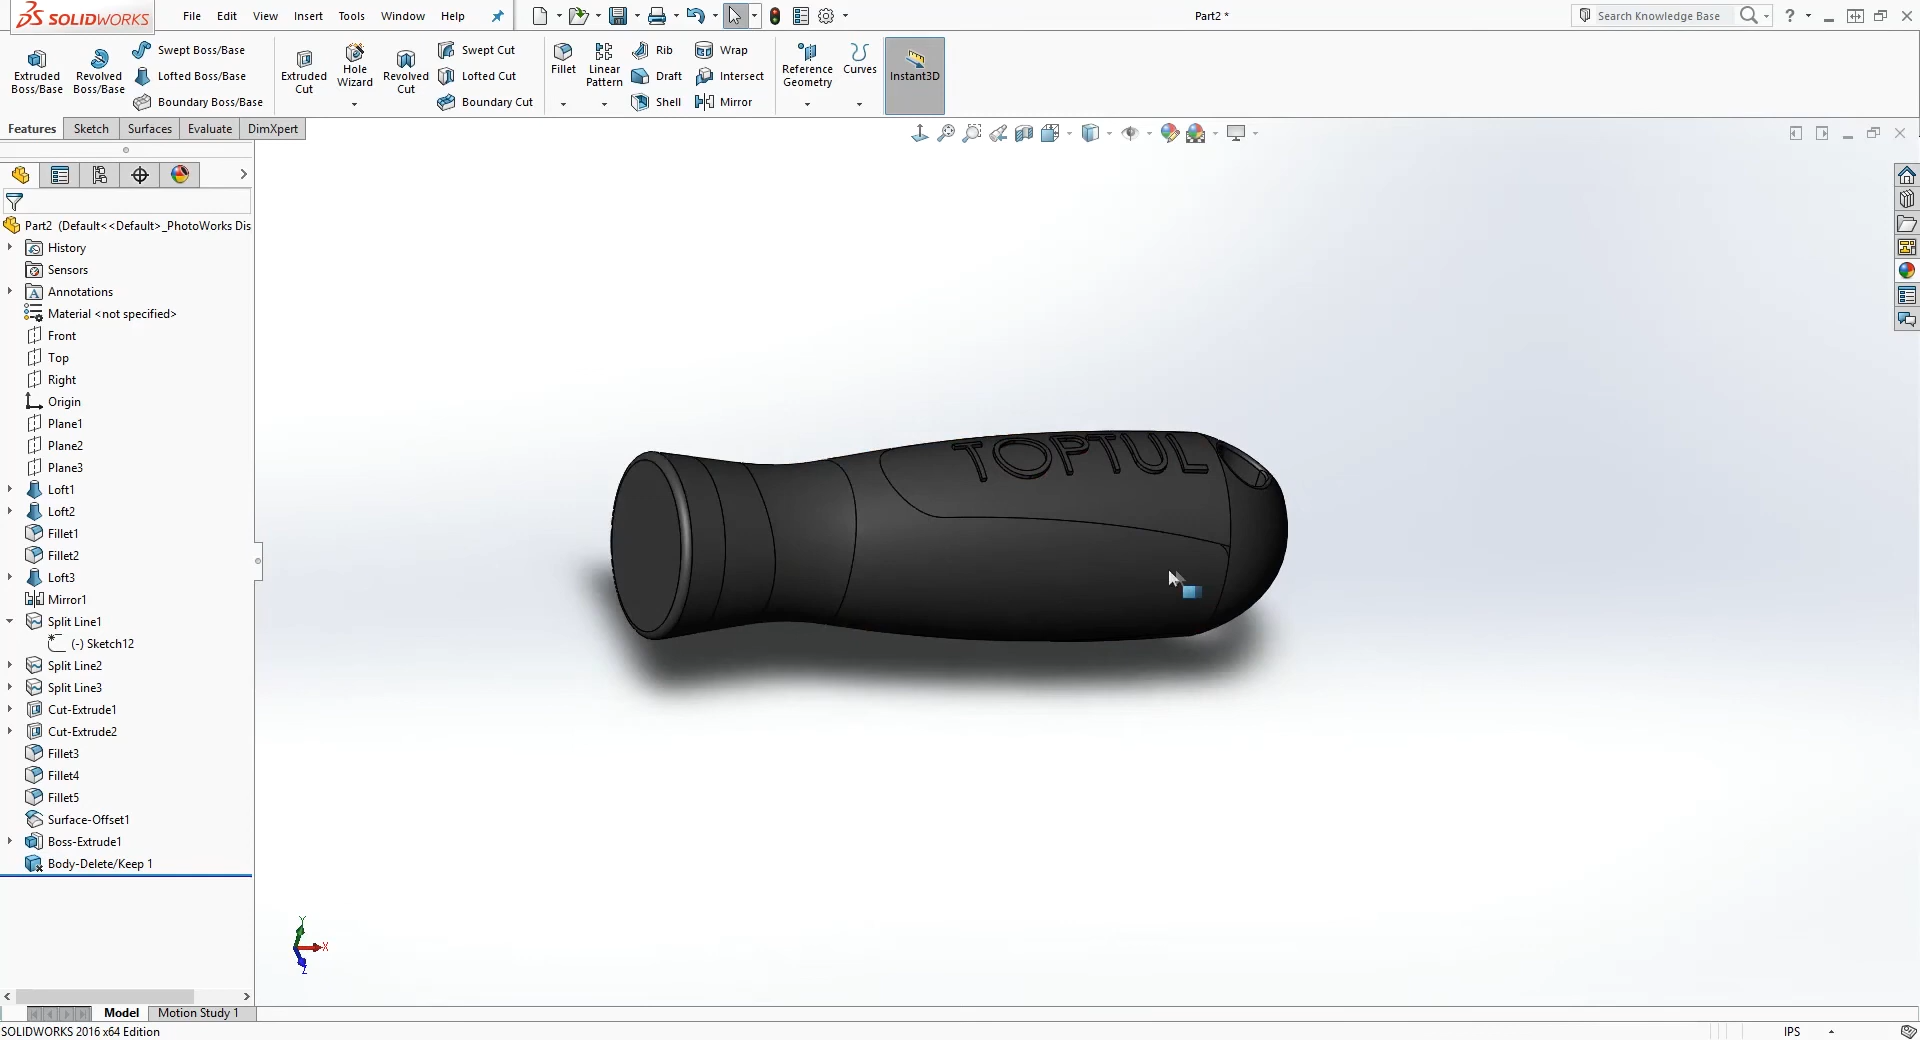 SOLIDWORKS
File Edit View Insert Tools Window Help
Part2 *
Search Knowledge Base
Extruded Boss/Base
Revolved Boss/Base
Swept Boss/Base
Lofted Boss/Base
Boundary Boss/Base
Extruded Cut
Hole Wizard
Revolved Cut
Swept Cut
Lofted Cut
Boundary Cut
Fillet
Linear Pattern
Rib
Draft
Shell
Wrap
Intersect
Mirror
Reference Geometry
Curves
Instant3D
Features Sketch Surfaces Evaluate DimXpert
Part2 (Default<<Default>_PhotoWorks Dis
History
Sensors
Annotations
Material <not specified>
Front
Top
Right
Origin
Plane1
Plane2
Plane3
Loft1
Loft2
Fillet1
Fillet2
Loft3
Mirror1
Split Line1
(-) Sketch12
Split Line2
Split Line3
Cut-Extrude1
Cut-Extrude2
Fillet3
Fillet4
Fillet5
Surface-Offset1
Boss-Extrude1
Body-Delete/Keep 1
TOPTUL
Y
X
Z
Model Motion Study 1
SOLIDWORKS 2016 x64 Edition
IPS